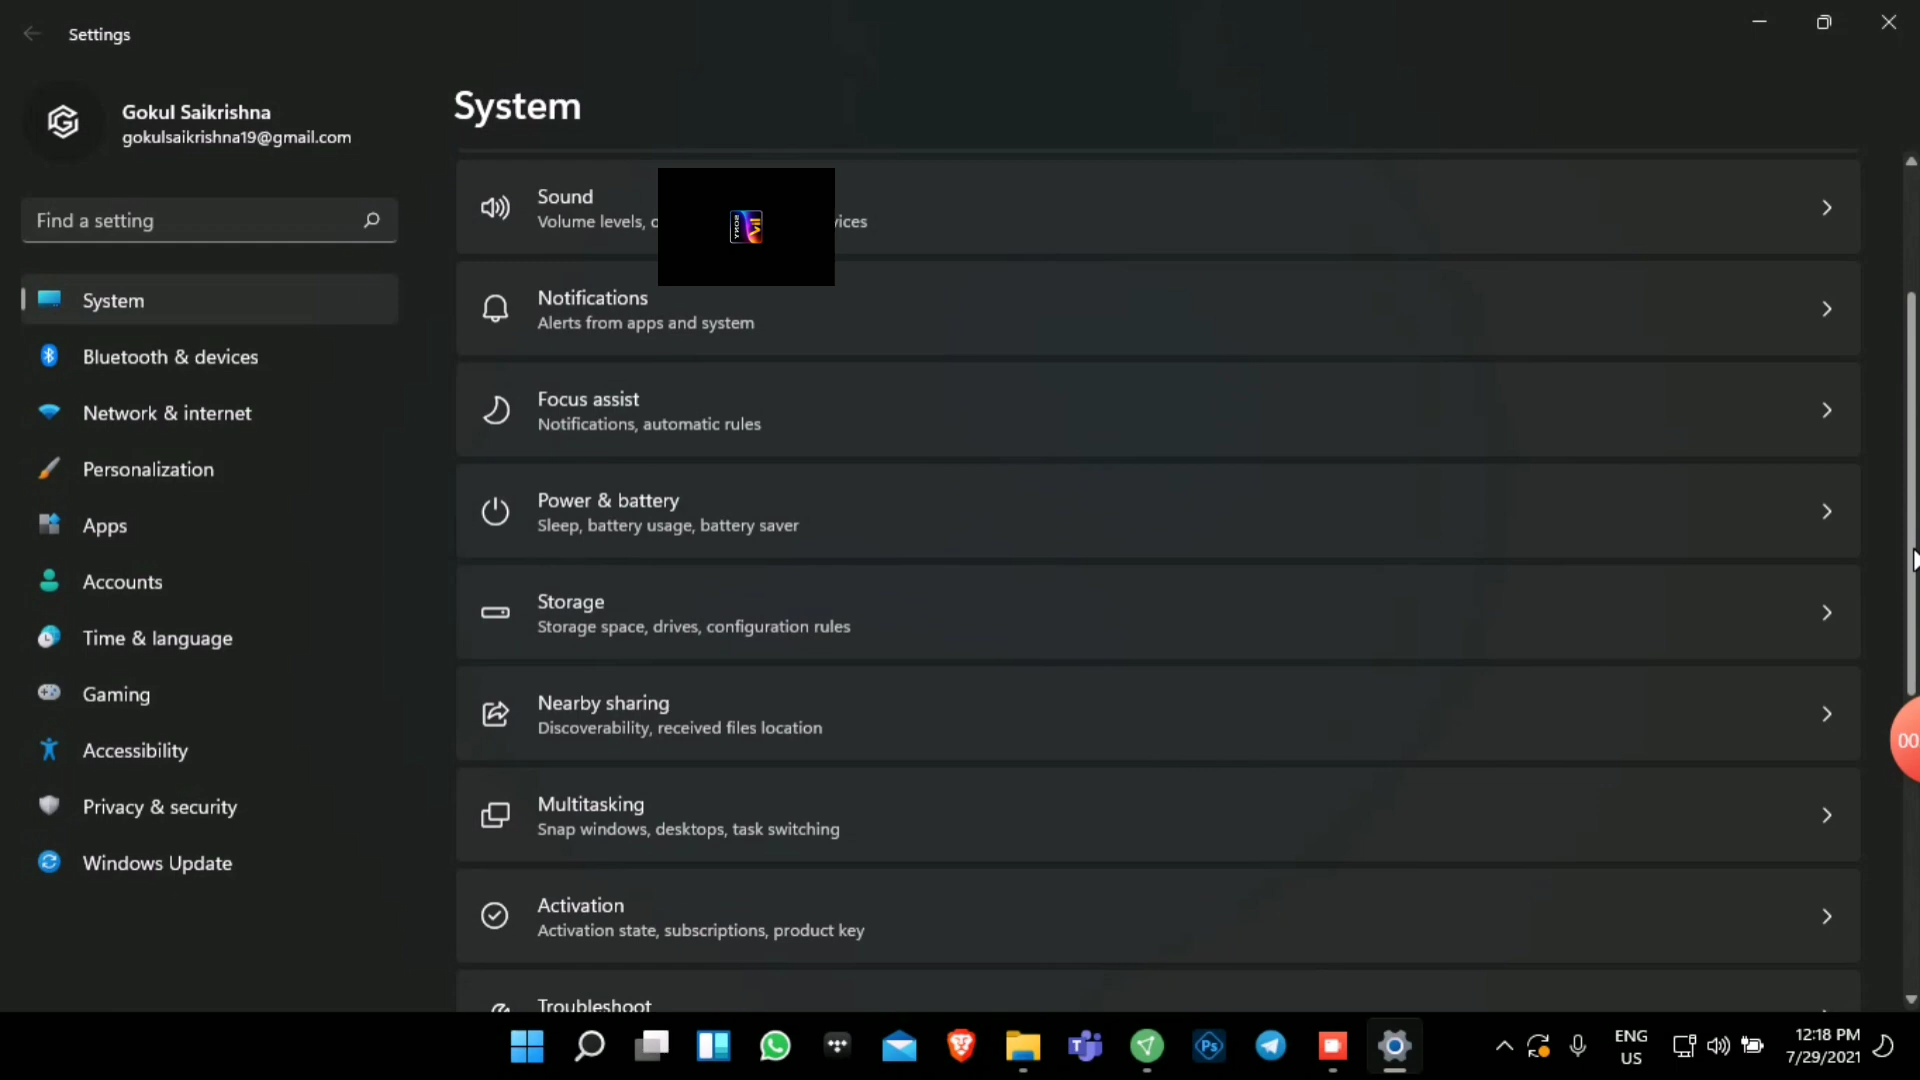 Settings
Gokul Saikrishna
gokulsaikrishna19@gmail.com
Find a setting
System
Bluetooth & devices
Network & internet
Personalization
Apps
Accounts
Time & language
Gaming
Accessibility
Privacy & security
Windows Update
System
Sound
Volume levels,
Notifications
Alerts from apps and system
Focus assist
Notifications, automatic rules
Power & battery
Sleep, battery usage, battery saver
Storage
Storage space, drives, configuration rules
Nearby sharing
Discoverability, received files location
Multitasking
Snap windows, desktops, task switching
Activation
Activation state, subscriptions, product key
Troubleshoot
00
SONY
Ps
ENG
US
12:18 PM
7/29/2021